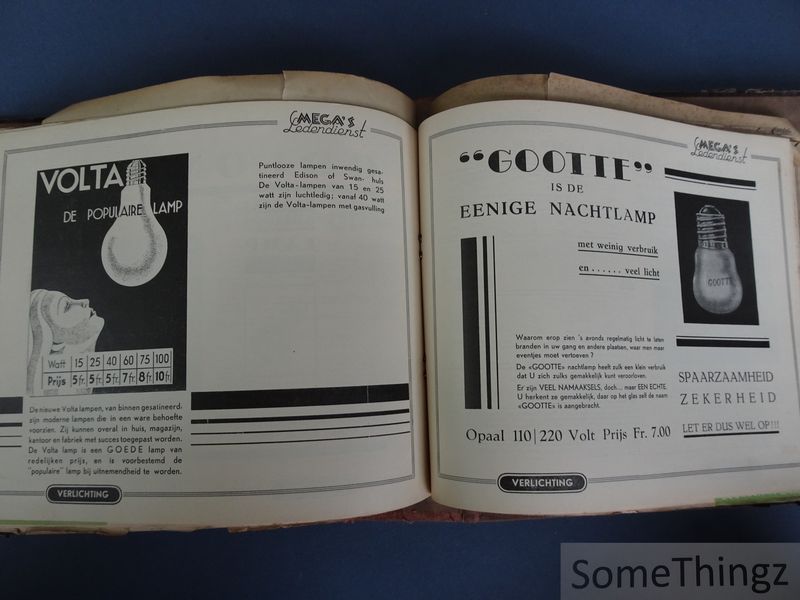 MEGA'S
Ledendienst
VOLTA
DE POPULAIRE LAMP
Watt 15 25 40 60 75 100
Prijs 5fr. 5fr. 5fr. 7fr 8fr 10fr.
Puntlooze lampen inwendig gesa-
tineerd Edison of Swan- huls
De Volta-lampen van 15 en 25
watt zijn luchtledig; vanaf 40 watt
zijn de Volta-lampen met gasvulling
De nieuwe Volta lampen, van binnen gesatineerd:
zijn moderne lampen die in een ware behoefte
voorzien. Zij kunnen overal in huis, magazijn,
kantoor en fabriek met succes toegepast worden.
De Volta lamp is een GOEDE lamp van
redelijken prijs, en is voorbestemd de
"populaire" lamp bij uitnemendheid te worden.
VERLICHTING
MEGA'S
Ledendienst
“GOOTTE”
IS DE
EENIGE NACHTLAMP
met weinig verbruik
en ...... veel licht
GOOTTE
Waarom erop zien 's avonds regelmatig licht te laten
branden in uw gang en andere plaatsen, waar men maar
eventjes moet vertoeven ?
De «GOOTTE» nachtlamp heeft zulk een klein verbruik
dat U zich zulks gemakkelijk kunt veroorloven.
Er zijn VEEL NAMAAKSELS, doch... maar EEN ECHTE
U herkent ze gemakkelijk, daar op het glas zelf de naam
«GOOTTE» is aangebracht.
SPAARZAAMHEID
ZEKERHEID
LET ER DUS WEL OP!!!
Opaal 110|220 Volt Prijs Fr. 7.00
VERLICHTING
SomeThingz